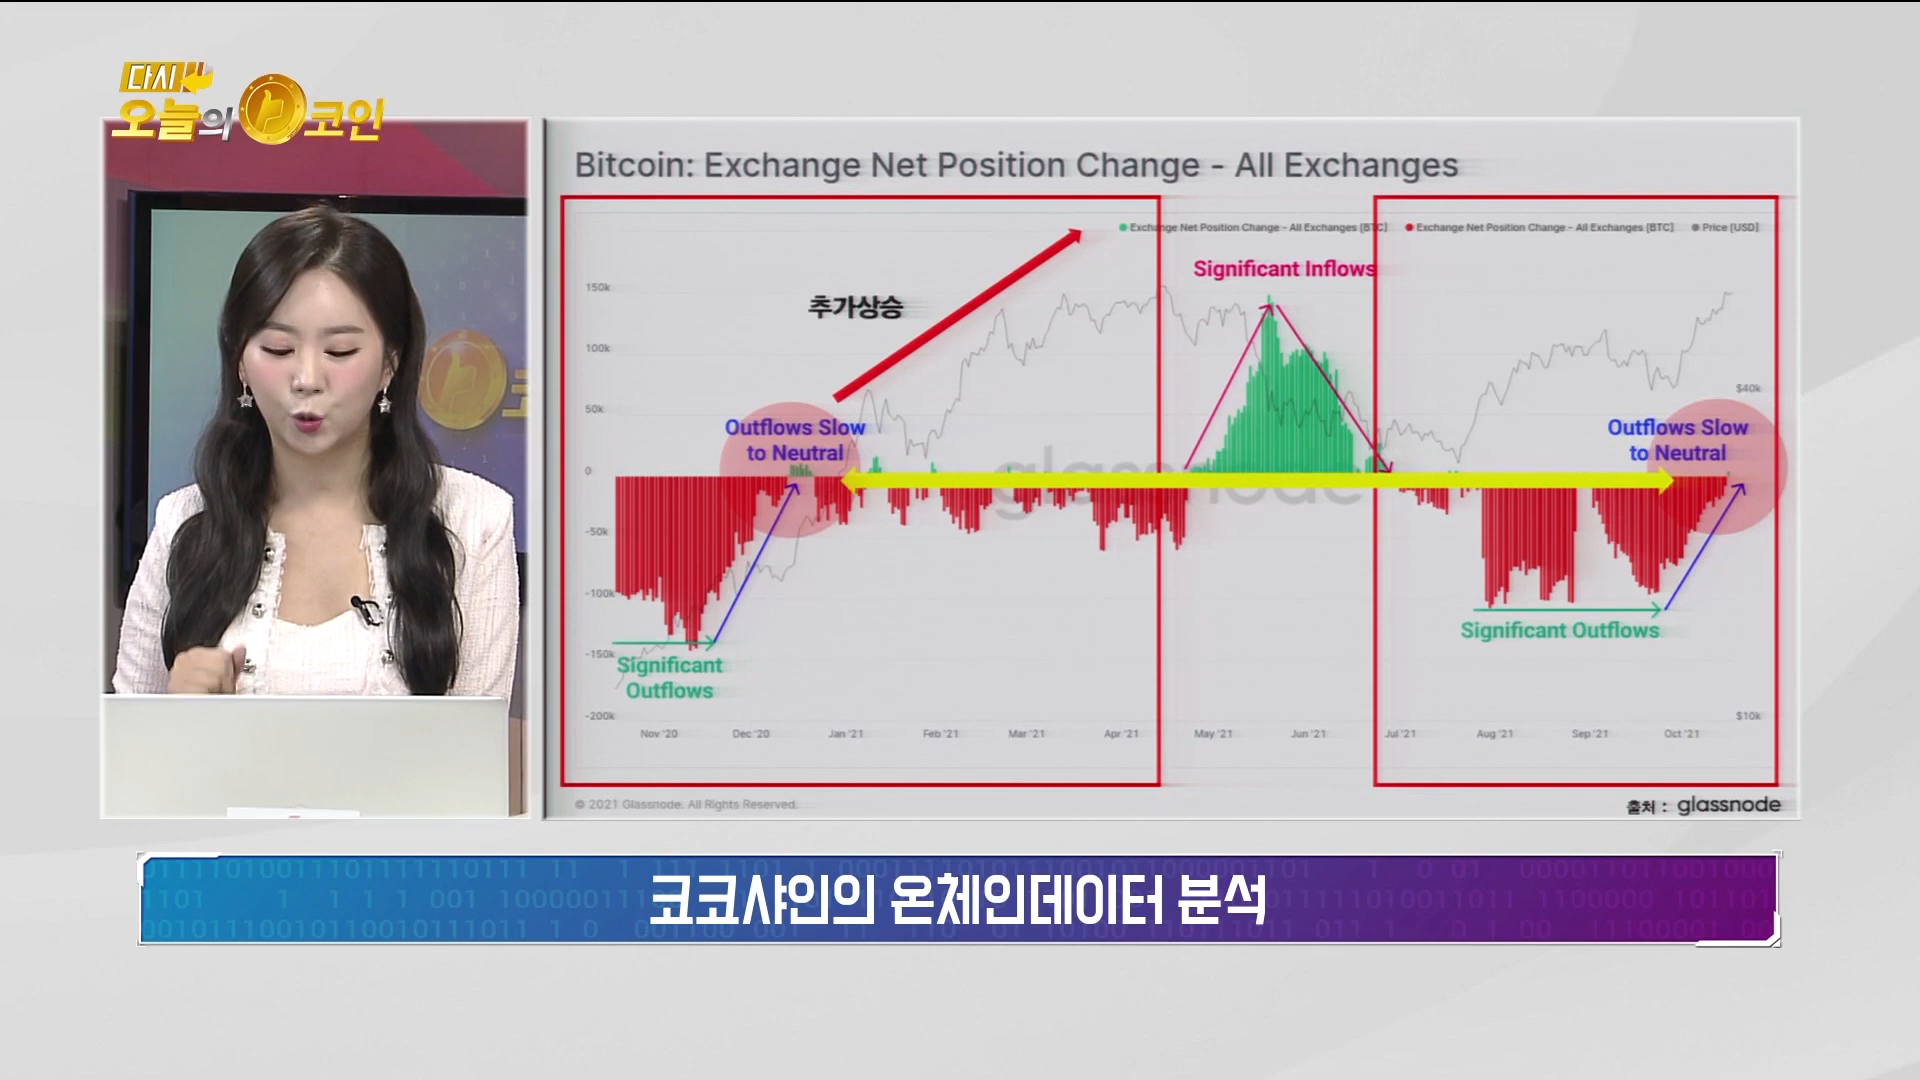 다시
오늘의 코인
Bitcoin: Exchange Net Position Change - All Exchanges
Exchange Net Position Change - All Exchanges [BTC] Exchange Net Position Change - All Exchanges [BTC] Price [USD]
Significant Inflows
추가상승
150k
100k
50k
0
-50k
-100k
-150k
-200k
$40k
$10k
Outflows Slow
to Neutral
Outflows Slow
to Neutral
glassnode
Significant
Outflows
Significant Outflows
Nov '20 Dec '20 Jan '21 Feb '21 Mar '21 Apr '21 May '21 Jun '21 Jul '21 Aug '21 Sep '21 Oct '21
© 2021 Glassnode. All Rights Reserved.
출처 : glassnode
코코샤인의 온체인데이터 분석